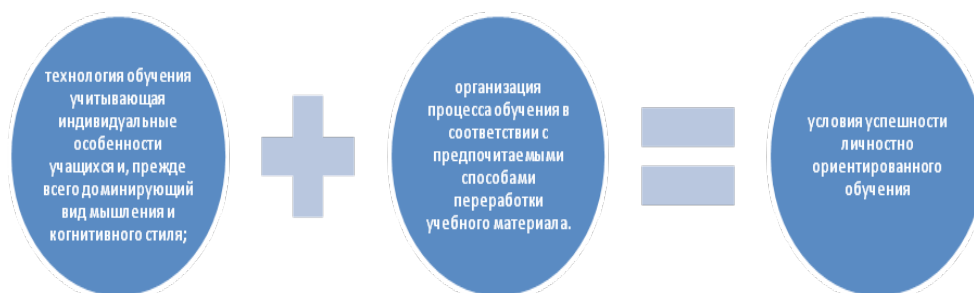 технология обучения
учитывающая
индивидуальные
особенности
учащихся и, прежде
всего доминирующий
вид мышления и
когнитивного стиля;
организация
процесса обучения в
соответствии с
предпочитаемыми
способами
переработки
учебного материала.
условия успешности
личностно
ориентированного
обучения